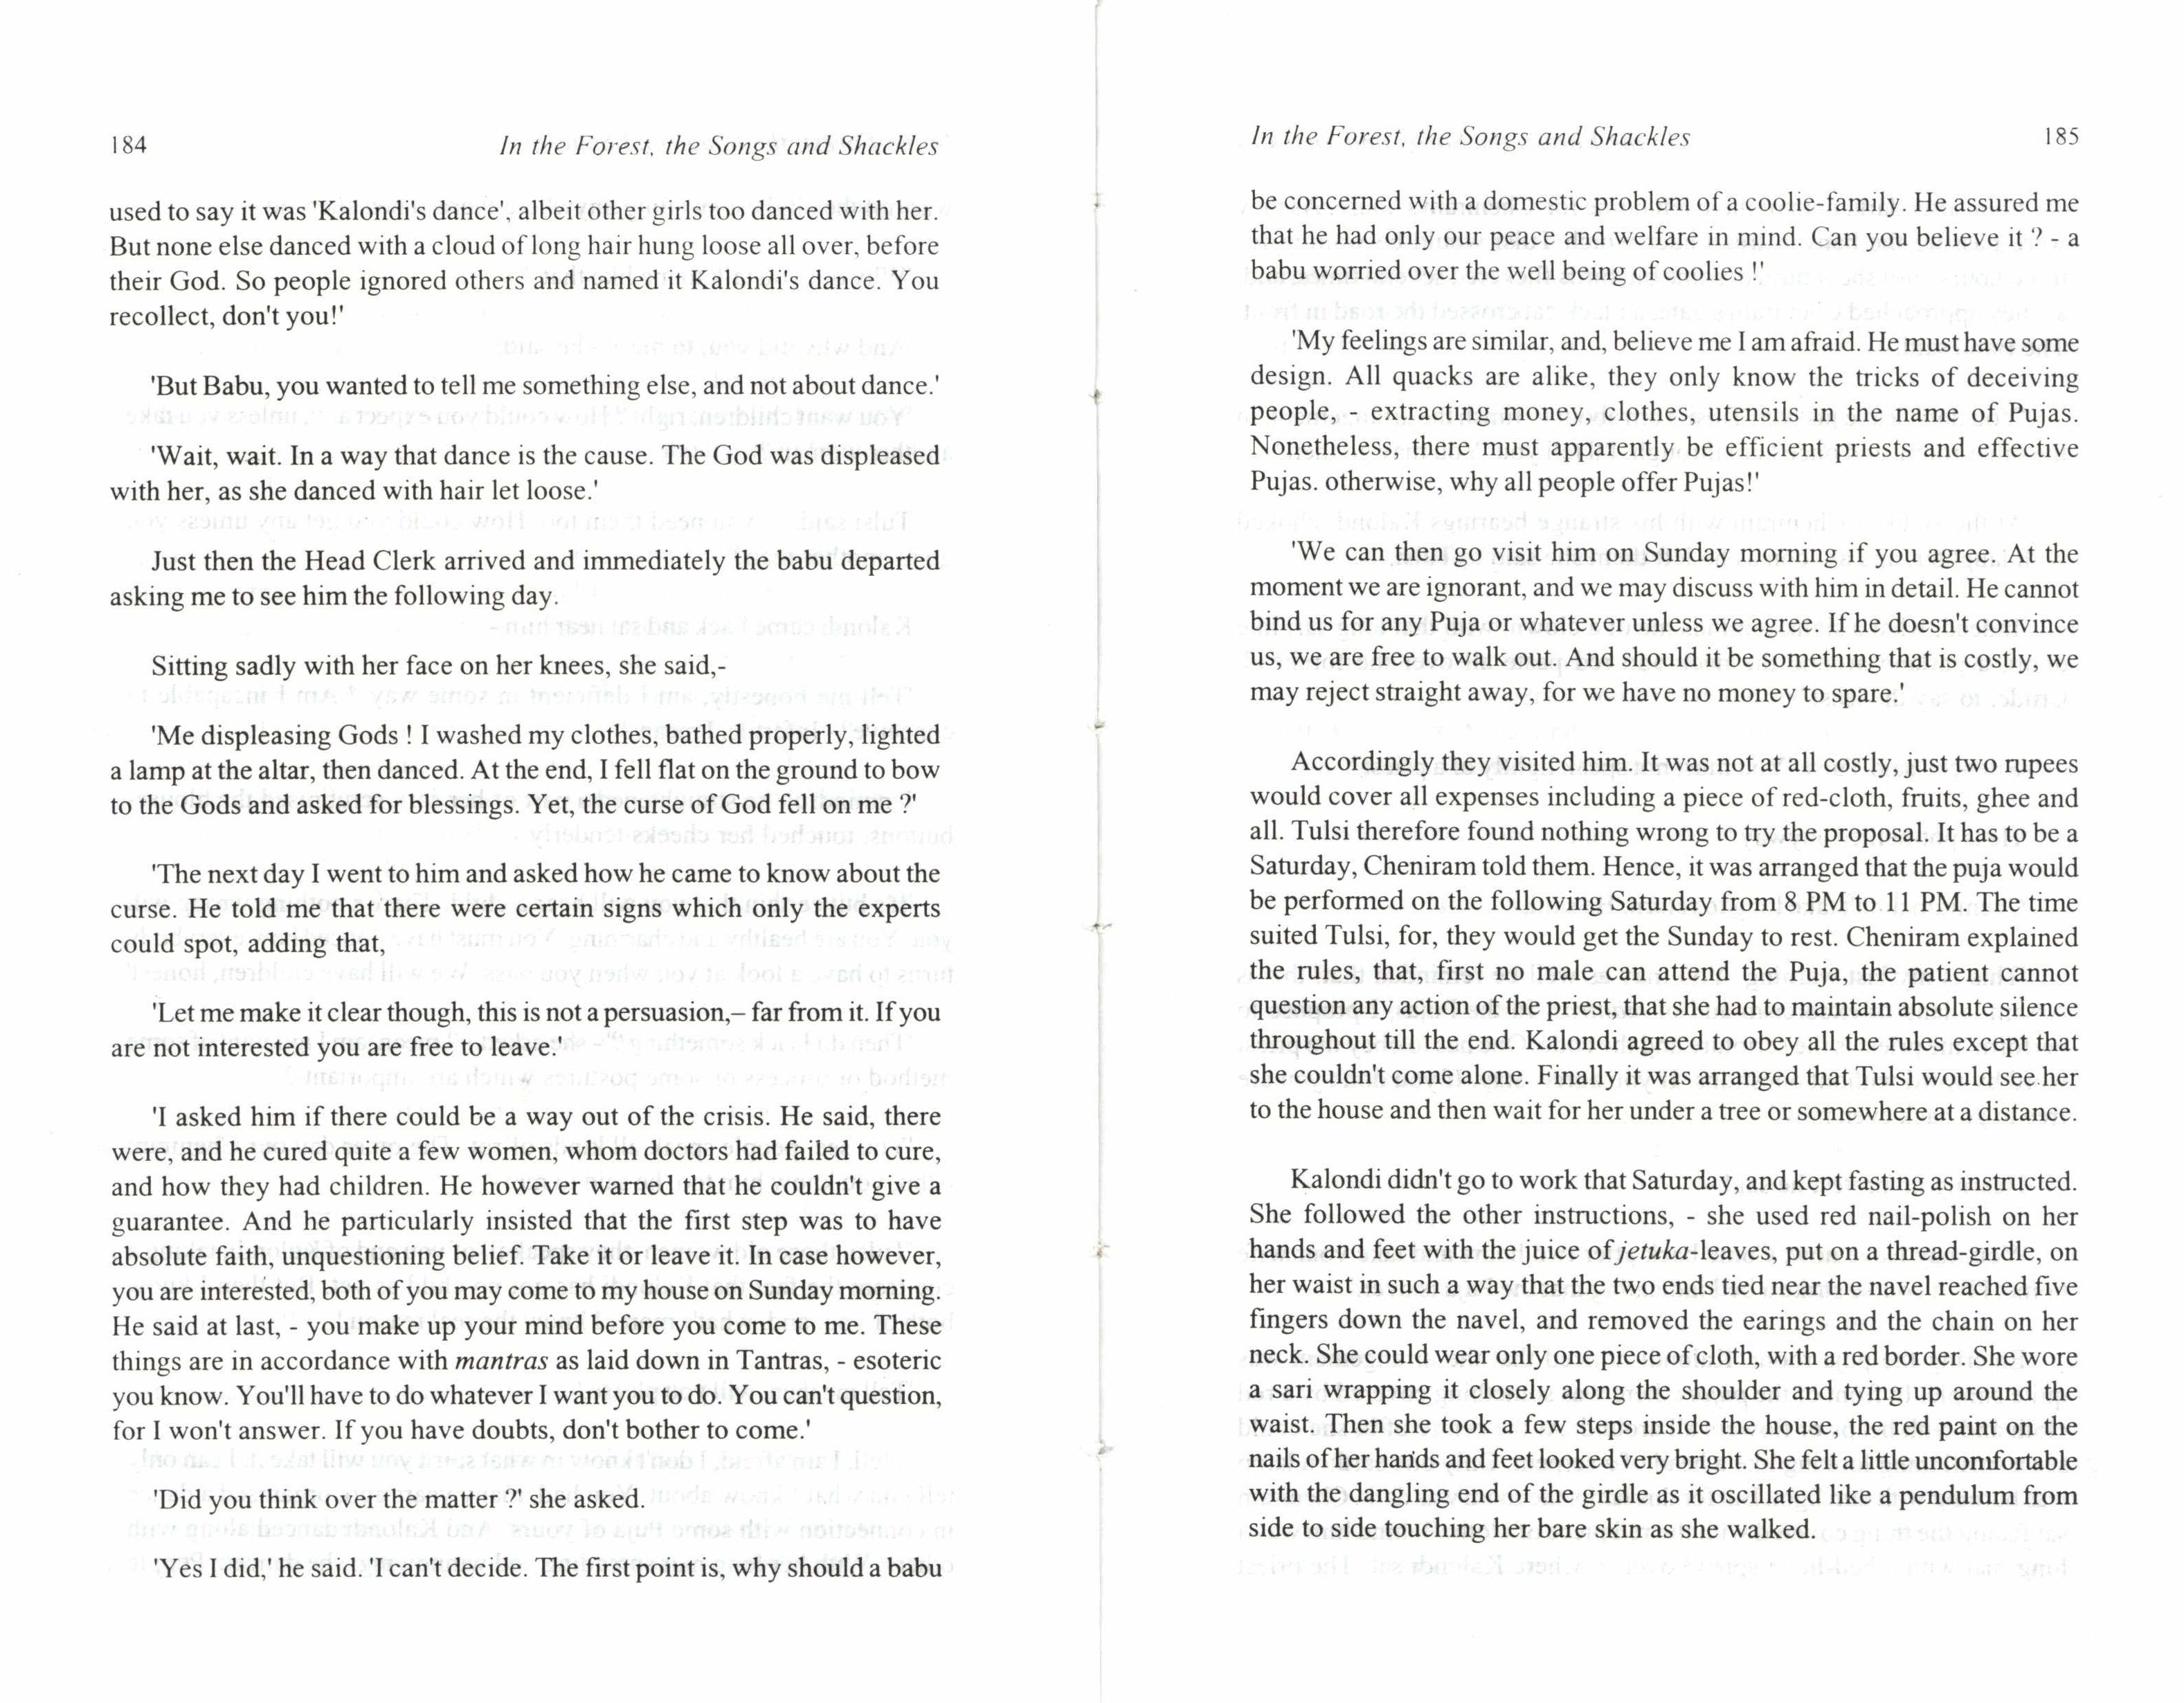 184
In the Forest, the Songs and Shackles
used to say it was 'Kalondi's dance', albeit other girls too danced with her.
But none else danced with a cloud of long hair hung loose all over, before
their God. So people ignored others and named it Kalondi's dance. You
recollect, don't you!'
'But Babu, you wanted to tell me something else, and not about dance.'
'Wait, wait. In a way that dance is the cause. The God was displeased
with her, as she danced with hair let loose.'
Just then the Head Clerk arrived and immediately the babu departed
asking me to see him the following day.
Sitting sadly with her face on her knees, she said,-
'Me displeasing Gods ! I washed my clothes, bathed properly, lighted
a lamp at the altar, then danced. At the end, I fell flat on the ground to bow
to the Gods and asked for blessings. Yet, the curse of God fell on me ?'
'The next day I went to him and asked how he came to know about the
curse. He told me that there were certain signs which only the experts
could spot, adding that,
'Let me make it clear though, this is not a persuasion,– far from it. If you
are not interested you are free to leave.'
'I asked him if there could be a way out of the crisis. He said, there
were, and he cured quite a few women, whom doctors had failed to cure,
and how they had children. He however warned that he couldn't give a
guarantee. And he particularly insisted that the first step was to have
absolute faith, unquestioning belief. Take it or leave it. In case however,
you are interested, both of you may come to my house on Sunday morning.
He said at last, - you make up your mind before you come to me. These
things are in accordance with mantras as laid down in Tantras, - esoteric
you know. You'll have to do whatever I want you to do. You can't question,
for I won't answer. If you have doubts, don't bother to come.'
'Did you think over the matter ?' she asked.
'Yes I did,' he said. 'I can't decide. The first point is, why should a babu
In the Forest, the Songs and Shackles
185
be concerned with a domestic problem of a coolie-family. He assured me
that he had only our peace and welfare in mind. Can you believe it ? - a
babu worried over the well being of coolies !'
'My feelings are similar, and, believe me I am afraid. He must have some
design. All quacks are alike, they only know the tricks of deceiving
people, - extracting money, clothes, utensils in the name of Pujas.
Nonetheless, there must apparently be efficient priests and effective
Pujas. otherwise, why all people offer Pujas!'
'We can then go visit him on Sunday morning if you agree. At the
moment we are ignorant, and we may discuss with him in detail. He cannot
bind us for any Puja or whatever unless we agree. If he doesn't convince
us, we are free to walk out. And should it be something that is costly, we
may reject straight away, for we have no money to spare.'
Accordingly they visited him. It was not at all costly, just two rupees
would cover all expenses including a piece of red-cloth, fruits, ghee and
all. Tulsi therefore found nothing wrong to try the proposal. It has to be a
Saturday, Cheniram told them. Hence, it was arranged that the puja would
be performed on the following Saturday from 8 PM to 11 PM. The time
suited Tulsi, for, they would get the Sunday to rest. Cheniram explained
the rules, that, first no male can attend the Puja, the patient cannot
question any action of the priest, that she had to maintain absolute silence
throughout till the end. Kalondi agreed to obey all the rules except that
she couldn't come alone. Finally it was arranged that Tulsi would see her
to the house and then wait for her under a tree or somewhere at a distance.
Kalondi didn't go to work that Saturday, and kept fasting as instructed.
She followed the other instructions, - she used red nail-polish on her
hands and feet with the juice of jetuka-leaves, put on a thread-girdle, on
her waist in such a way that the two ends tied near the navel reached five
fingers down the navel, and removed the earings and the chain on her
neck. She could wear only one piece of cloth, with a red border. She wore
a sari wrapping it closely along the shoulder and tying up around the
waist. Then she took a few steps inside the house, the red paint on the
nails of her hands and feet looked very bright. She felt a little uncomfortable
with the dangling end of the girdle as it oscillated like a pendulum from
side to side touching her bare skin as she walked.